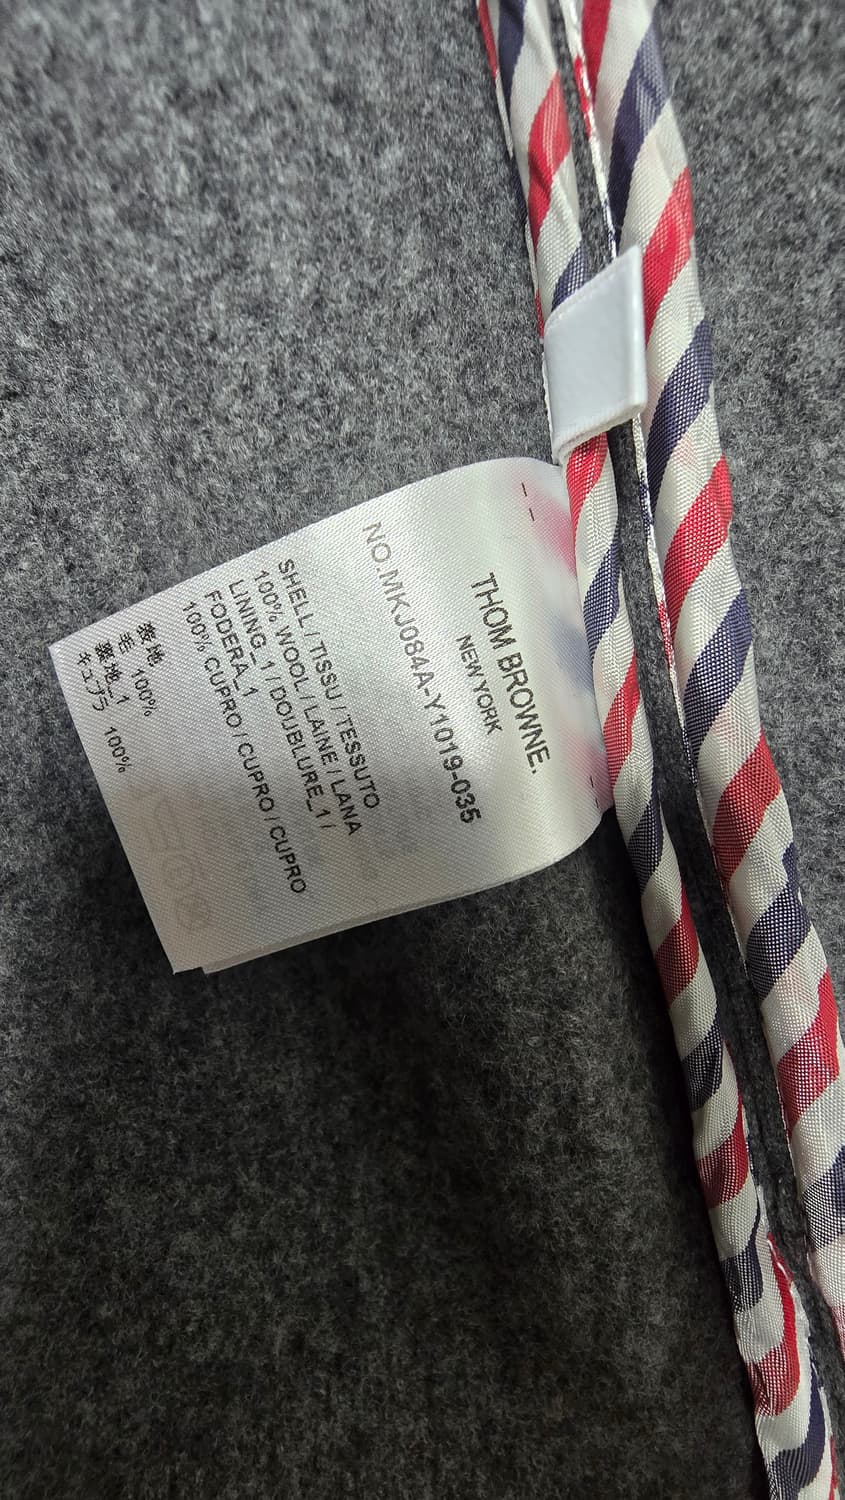 THOM BROWNE.
NEW YORK
NO.MKJ084A-Y1019-035
SHELL / TISSU / TESSUTO
100% WOOL / LAINE / LANA
LINING_1 / DOUBLURE_1 /
FODERA_1
100% CUPRO / CUPRO / CUPRO
表地
毛 100%
裏地_1
キュプラ 100%